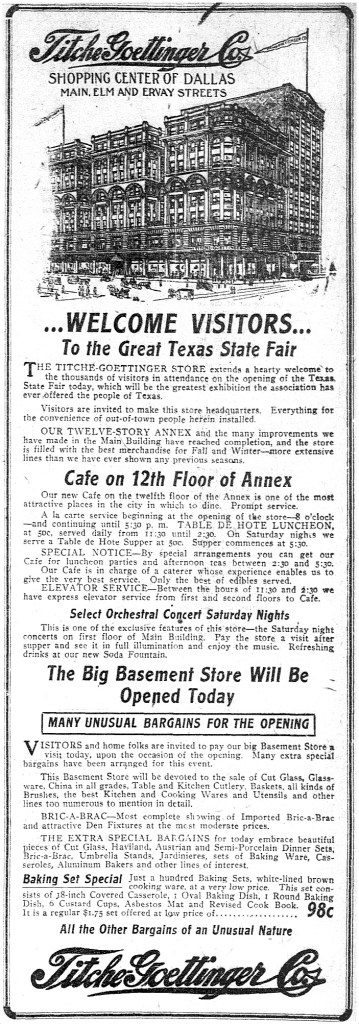 Titche-Goettinger Co.
SHOPPING CENTER OF DALLAS
MAIN, ELM AND ERVAY STREETS
...WELCOME VISITORS...
To the Great Texas State Fair
THE TITCHE-GOETTINGER STORE extends a hearty welcome to
the thousands of visitors in attendance on the opening of the Texas
State Fair today, which will be the greatest exhibition the association has
ever offered the people of Texas.
Visitors are invited to make this store headquarters. Everything for
the convenience of out-of-town people herein installed.
OUR TWELVE-STORY ANNEX and the many improvements we
have made in the Main Building have reached completion, and the store
is filled with the best merchandise for Fall and Winter—more extensive
lines than we have ever shown any previous seasons.
Cafe on 12th Floor of Annex
Our new Cafe on the twelfth floor of the Annex is one of the most
attractive places in the city in which to dine. Prompt service.
A la carte service beginning at the opening of the store—8 o'clock
—and continuing until 5:30 p. m. TABLE DE HOTE LUNCHEON,
at 50c, served daily from 11:30 until 2:30. On Saturday nights we
serve a Table de Hote Supper at 50c. Supper commences at 5:30.
SPECIAL NOTICE—By special arrangements you can get our
Cafe for luncheon parties and afternoon teas between 2:30 and 5:30.
Our Cafe is in charge of a caterer whose experience enables us to
give the very best service. Only the best of edibles served.
ELEVATOR SERVICE—Between the hours of 11:30 and 2:30 we
have express elevator service from first and second floors to Cafe.
Select Orchestral Concert Saturday Nights
This is one of the exclusive features of this store—the Saturday night
concerts on first floor of Main Building. Pay the store a visit after
supper and see it in full illumination and enjoy the music. Refreshing
drinks at our new Soda Fountain.
The Big Basement Store Will Be
Opened Today
MANY UNUSUAL BARGAINS FOR THE OPENING
VISITORS and home folks are invited to pay our big Basement Store a
visit today, upon the occasion of the opening. Many extra special
bargains have been arranged for this event.
This Basement Store will be devoted to the sale of Cut Glass, Glass-
ware, China in all grades, Table and Kitchen Cutlery, Baskets, all kinds of
Brushes, the best Kitchen and Cooking Wares and Utensils and other
lines too numerous to mention in detail.
BRIC-A-BRAC—Most complete showing of Imported Bric-a-Brac
and attractive Den Fixtures at the most moderate prices.
THE EXTRA SPECIAL BARGAINS for today embrace beautiful
pieces of Cut Glass, Haviland, Austrian and Semi-Porcelain Dinner Sets,
Bric-a-Brac, Umbrella Stands, Jardinieres, sets of Baking Ware, Cas-
seroles, Aluminum Bakers and other lines of interest.
Baking Set Special Just a hundred Baking Sets, white-lined brown
cooking ware, at a very low price. This set con-
sists of 38-inch Covered Casserole, 1 Oval Baking Dish, 1 Round Baking
Dish, 6 Custard Cups, Asbestos Mat and Revised Cook Book.
It is a regular $1.75 set offered at low price of.................... 98c
All the Other Bargains of an Unusual Nature
Titche-Goettinger Co.